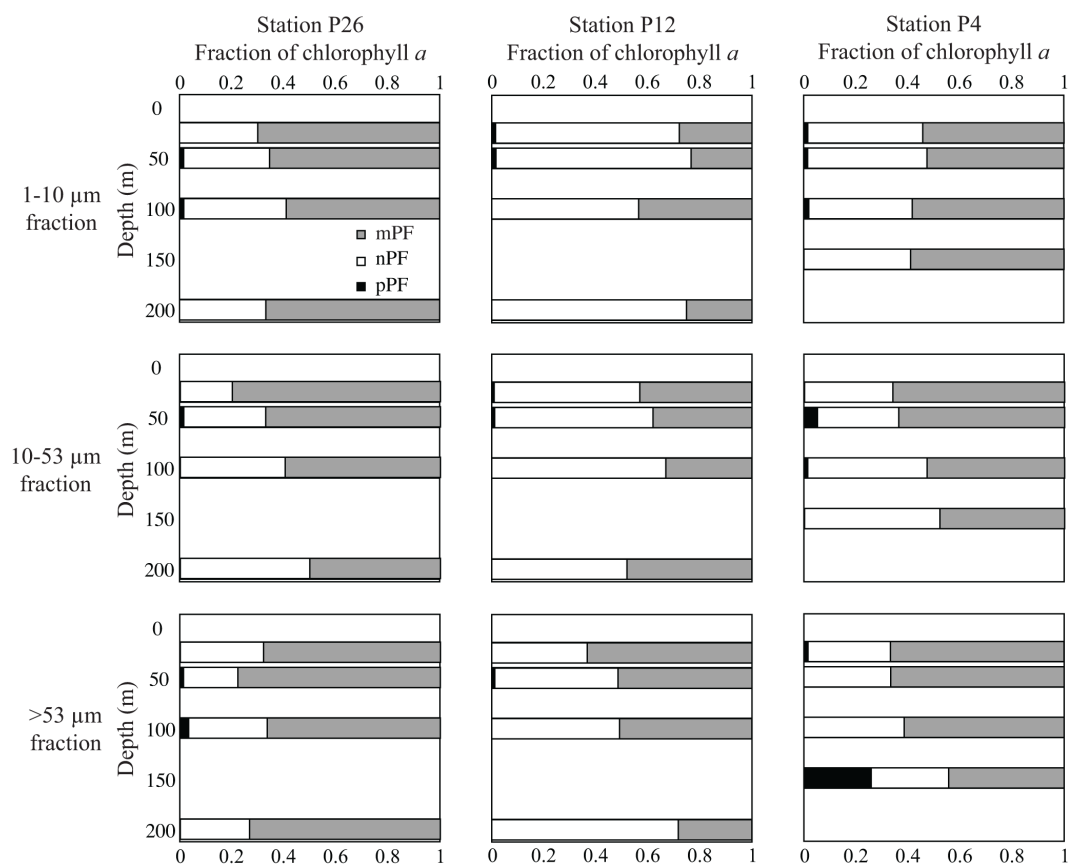 Station P26
Fraction of chlorophyll a
Station P12
Fraction of chlorophyll a
Station P4
Fraction of chlorophyll a
0 0.2 0.4 0.6 0.8 1
0 0.2 0.4 0.6 0.8 1
0 0.2 0.4 0.6 0.8 1
1-10 µm
fraction
Depth (m)
0
50
100
150
200
mPF
nPF
pPF
10-53 µm
fraction
Depth (m)
0
50
100
150
200
>53 µm
fraction
Depth (m)
0
50
100
150
200
0 0.2 0.4 0.6 0.8 1
0 0.2 0.4 0.6 0.8 1
0 0.2 0.4 0.6 0.8 1